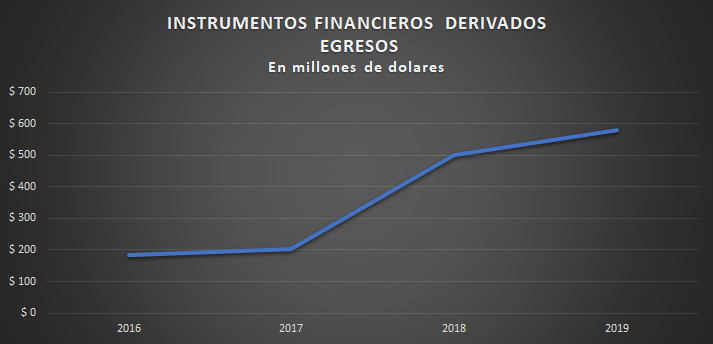 INSTRUMENTOS FINANCIEROS DERIVADOS
EGRESOS
En millones de dolares
$ 700
$ 600
$ 500
$ 400
$ 300
$ 200
$ 100
$ 0
2016 2017 2018 2019